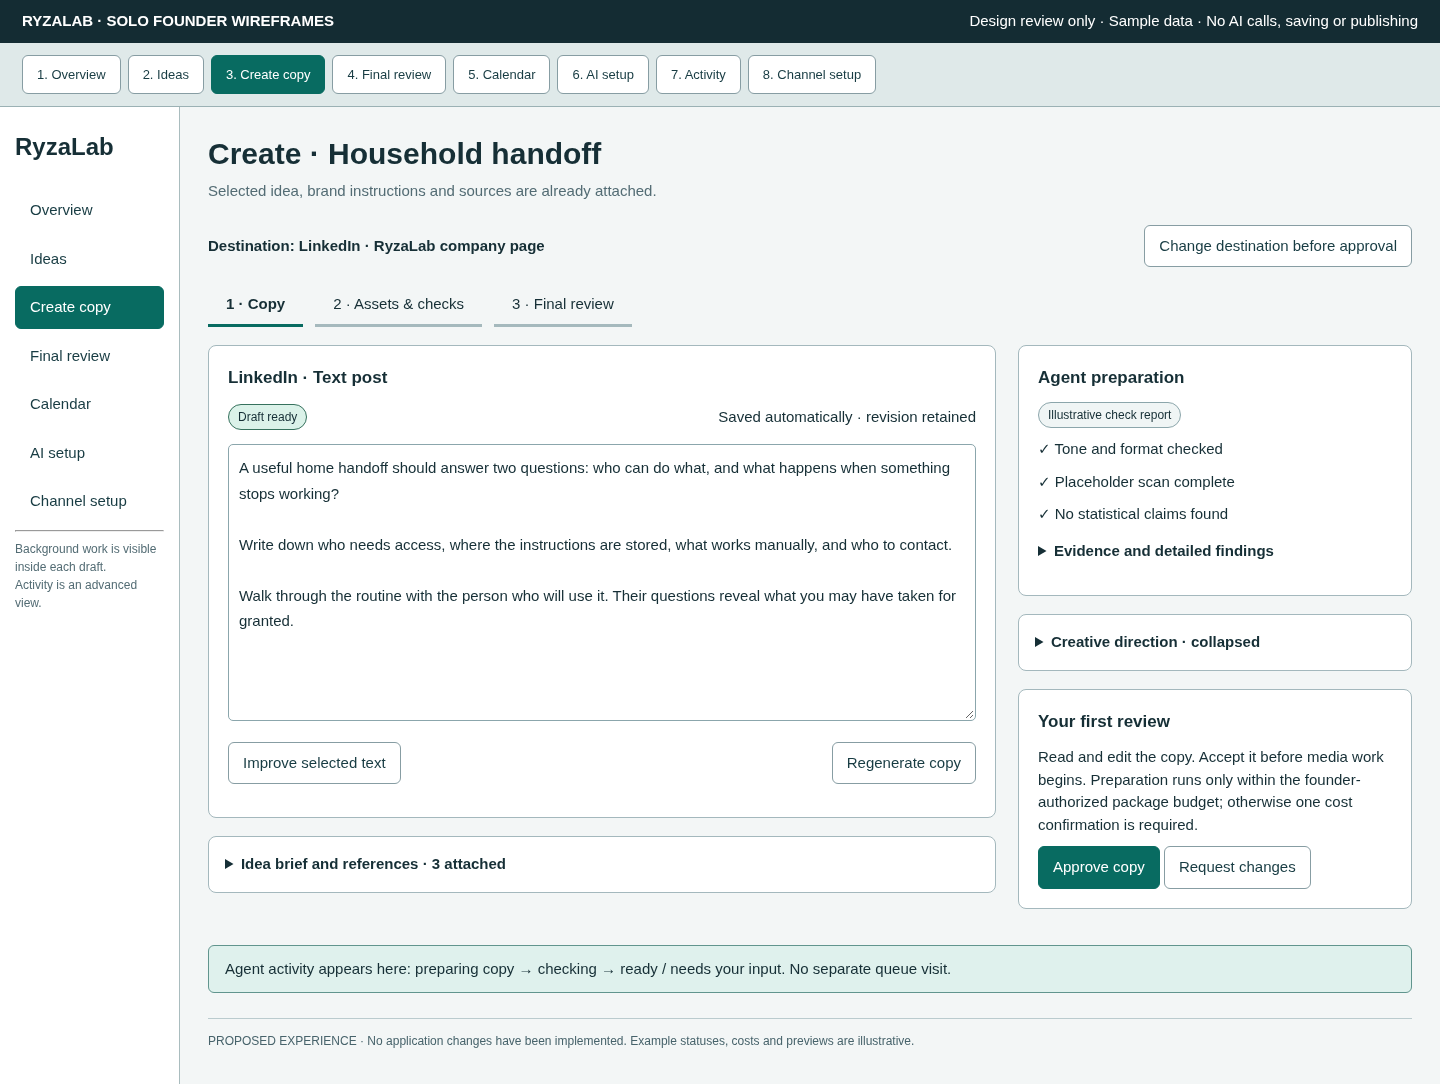 RYZALAB · SOLO FOUNDER WIREFRAMES
Design review only · Sample data · No AI calls, saving or publishing
1. Overview
2. Ideas
3. Create copy
4. Final review
5. Calendar
6. AI setup
7. Activity
8. Channel setup
RyzaLab
Overview
Ideas
Create copy
Final review
Calendar
AI setup
Channel setup
Background work is visible
inside each draft.
Activity is an advanced
view.
Create · Household handoff
Selected idea, brand instructions and sources are already attached.
Destination: LinkedIn · RyzaLab company page
Change destination before approval
1 · Copy
2 · Assets & checks
3 · Final review
LinkedIn · Text post
Draft ready
Saved automatically · revision retained
A useful home handoff should answer two questions: who can do what, and what happens when something
stops working?
Write down who needs access, where the instructions are stored, what works manually, and who to contact.
Walk through the routine with the person who will use it. Their questions reveal what you may have taken for
granted.
Improve selected text
Regenerate copy
▶ Idea brief and references · 3 attached
Agent preparation
Illustrative check report
✓ Tone and format checked
✓ Placeholder scan complete
✓ No statistical claims found
▶ Evidence and detailed findings
▶ Creative direction · collapsed
Your first review
Read and edit the copy. Accept it before media work
begins. Preparation runs only within the founder-
authorized package budget; otherwise one cost
confirmation is required.
Approve copy
Request changes
Agent activity appears here: preparing copy → checking → ready / needs your input. No separate queue visit.
PROPOSED EXPERIENCE · No application changes have been implemented. Example statuses, costs and previews are illustrative.